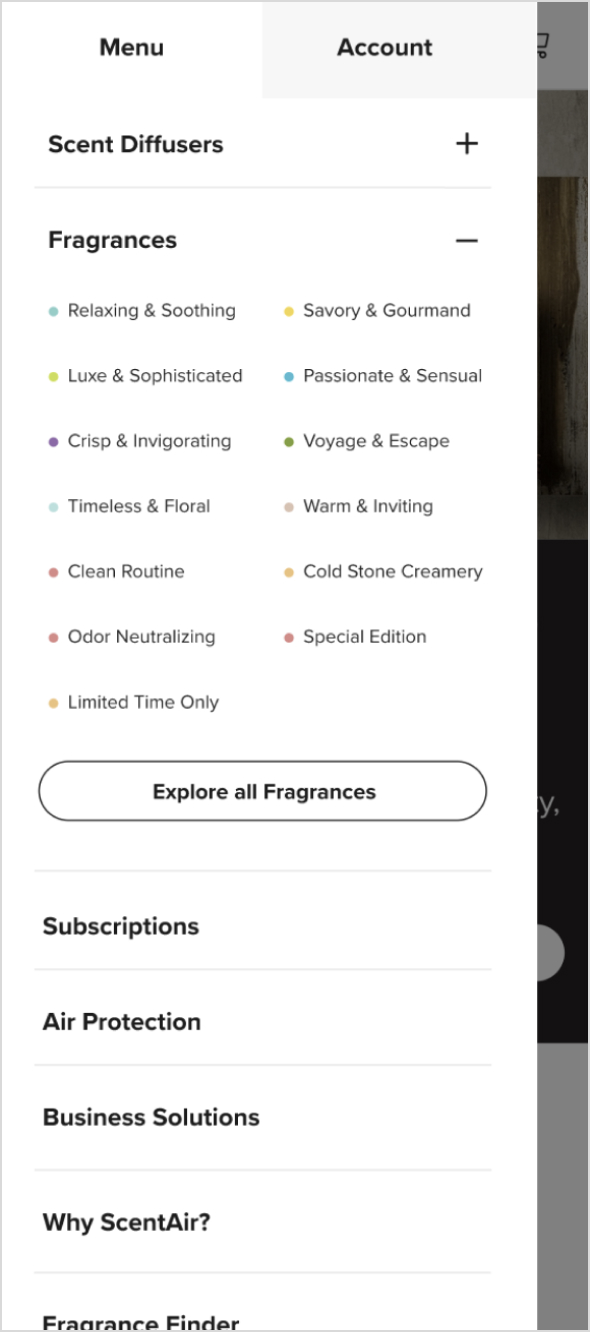 Menu
Account
Scent Diffusers
Fragrances
Relaxing & Soothing
Savory & Gourmand
Luxe & Sophisticated
Passionate & Sensual
Crisp & Invigorating
Voyage & Escape
Timeless & Floral
Warm & Inviting
Clean Routine
Cold Stone Creamery
Odor Neutralizing
Special Edition
Limited Time Only
Explore all Fragrances
Subscriptions
Air Protection
Business Solutions
Why ScentAir?
Fragrance Finder